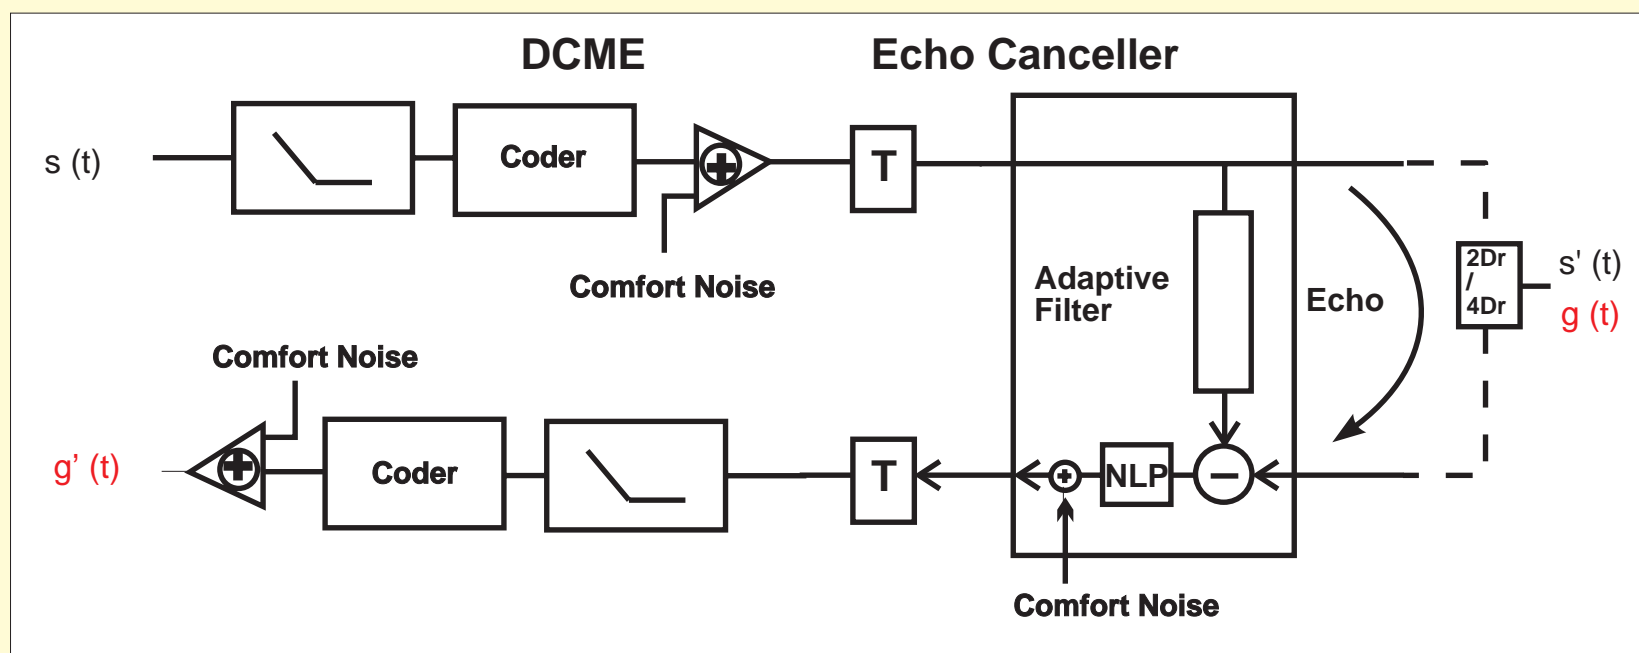 DCME
Echo Canceller
s (t)
Coder
T
Comfort Noise
Adaptive
Filter
Echo
2Dr
/
4Dr
s' (t)
g (t)
Comfort Noise
g’ (t)
Coder
T
NLP
Comfort Noise